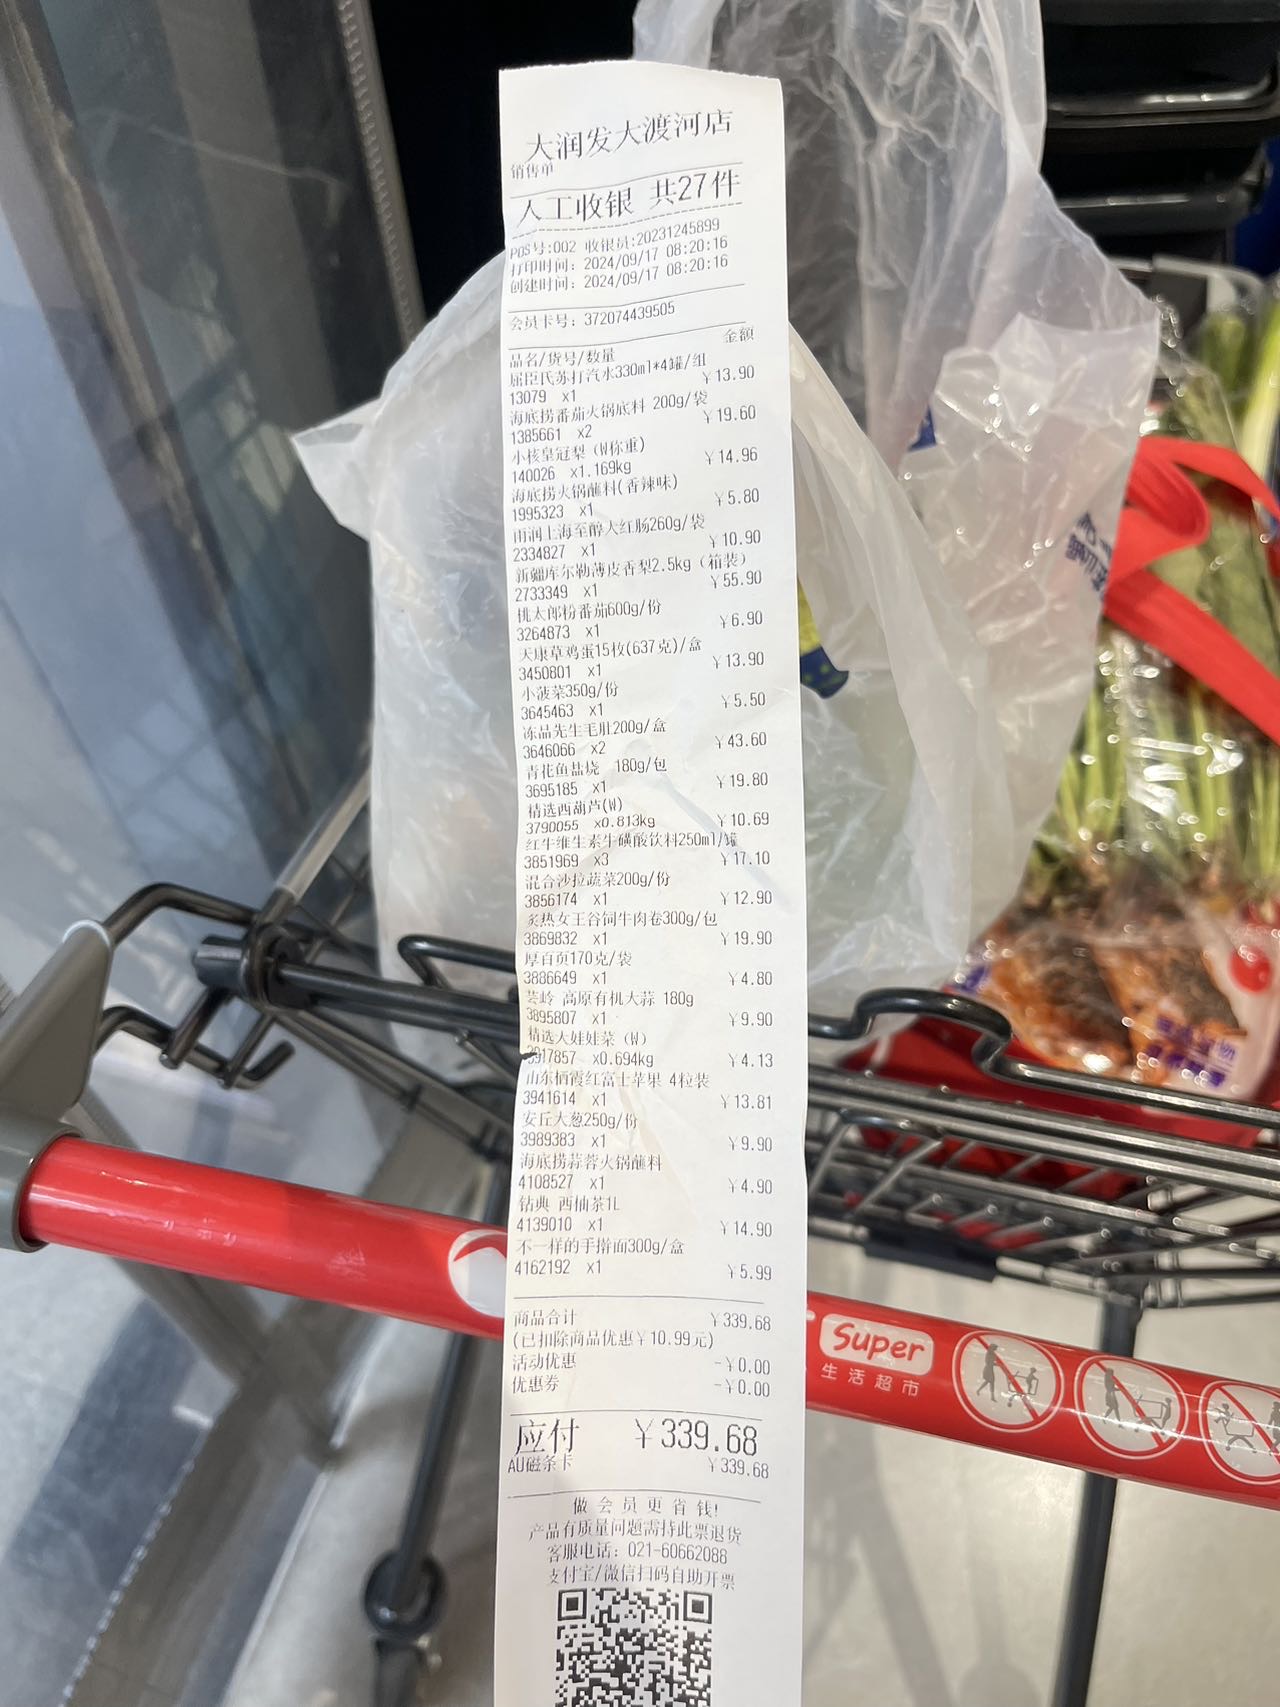 大润发大渡河店
销售单
人工收银 共27件
POS号:002 收银员:20231245899
打印时间: 2024/09/17 08:20:16
创建时间: 2024/09/17 08:20:16
会员卡号: 372074439505
金额
品名/货号/数量
屈臣氏苏打汽水330ml*4罐/组
13079 x1 ¥13.90
海底捞番茄火锅底料 200g/袋
1385661 x2 ¥19.60
小核皇冠梨(W称重)
140026 x1.169kg ¥14.96
海底捞火锅蘸料(香辣味)
1995323 x1 ¥5.80
雨润上海至醇大红肠260g/袋
2334827 x1 ¥10.90
新疆库尔勒薄皮香梨2.5kg(箱装)
2733349 x1 ¥55.90
桃太郎粉番茄600g/份
3264873 x1 ¥6.90
天康草鸡蛋15枚(637克)/盒
3450801 x1 ¥13.90
小菠菜350g/份
3645463 x1 ¥5.50
冻品先生毛肚200g/盒
3646066 x2 ¥43.60
青花鱼盐烧 180g/包
3695185 x1 ¥19.80
精选西葫芦(W)
3790055 x0.813kg ¥10.69
红牛维生素牛磺酸饮料250ml/罐
3851969 x3 ¥17.10
混合沙拉蔬菜200g/份
3856174 x1 ¥12.90
炙热女王谷饲牛肉卷300g/包
3869832 x1 ¥19.90
厚百页170克/袋
3886649 x1 ¥4.80
芸岭 高原有机大蒜 180g
3895807 x1 ¥9.90
精选大娃娃菜 (W)
3917857 x0.694kg ¥4.13
山东栖霞红富士苹果 4粒装
3941614 x1 ¥13.81
安丘大葱250g/份
3989383 x1 ¥9.90
海底捞蒜蓉火锅蘸料
4108527 x1 ¥4.90
钻典 西柚茶1L
4139010 x1 ¥14.90
不一样的手擀面300g/盒
4162192 x1 ¥5.99
商品合计 ¥339.68
(已扣除商品优惠¥10.99元)
活动优惠 -¥0.00
优惠券 -¥0.00
应付 ¥339.68
AU磁条卡 ¥339.68
做会员更省钱!
产品有质量问题需持此票退货
客服电话: 021-60662088
支付宝/微信扫码自助开票
Super
生活超市